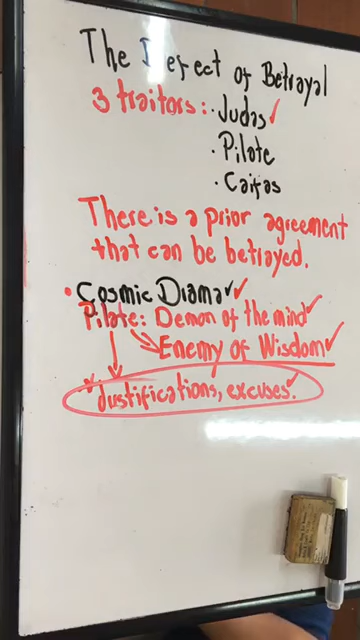 The Defect of Betrayal
3 traitors: · Judas ✓
· Pilate
· Caifas
There is a prior agreement
that can be betrayed.
• Cosmic Drama ✓✓
Pilate: Demon of the mind ✓
Enemy of Wisdom ✓
* Justifications, excuses. ✓